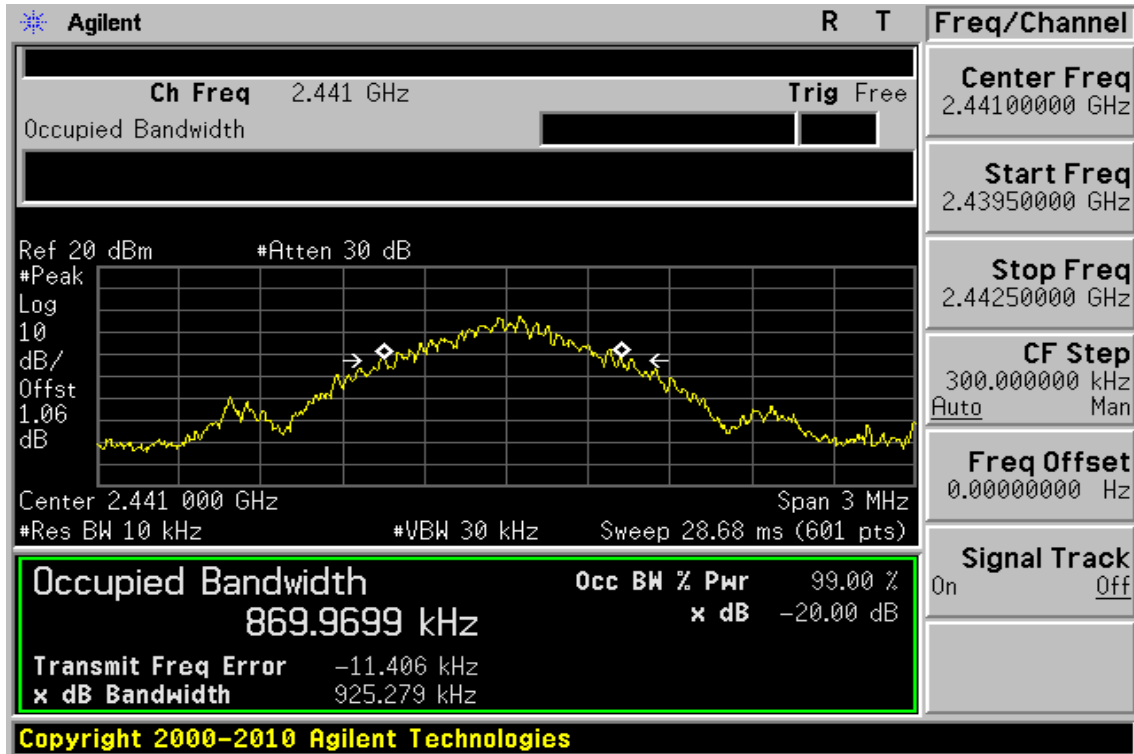 Agilent R T
Ch Freq 2.441 GHz Trig Free
Occupied Bandwidth
Ref 20 dBm #Atten 30 dB
#Peak
Log
10
dB/
Offst
1.06
dB
Center 2.441 000 GHz Span 3 MHz
#Res BW 10 kHz #VBW 30 kHz Sweep 28.68 ms (601 pts)
Occupied Bandwidth
869.9699 kHz
Occ BW % Pwr 99.00 %
x dB -20.00 dB
Transmit Freq Error -11.406 kHz
x dB Bandwidth 925.279 kHz
Copyright 2000-2010 Agilent Technologies
Freq/Channel
Center Freq
2.44100000 GHz
Start Freq
2.43950000 GHz
Stop Freq
2.44250000 GHz
CF Step
300.000000 kHz
Auto Man
Freq Offset
0.00000000 Hz
Signal Track
On Off